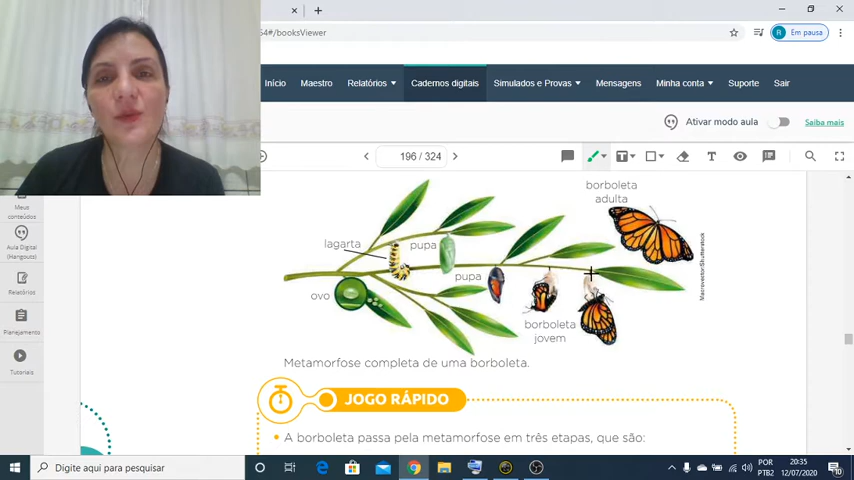 54#/booksViewer
R
Em pausa
Início
Maestro
Relatórios
Cadernos digitais
Simulados e Provas
Mensagens
Minha conta
Suporte
Sair
Ativar modo aula
Saiba mais
196 / 324
Meus
conteúdos
Aula Digital
(Hangouts)
Relatórios
Planejamento
Tutoriais
borboleta
adulta
lagarta
pupa
pupa
ovo
borboleta
jovem
Macrovector/Shutterstock
Metamorfose completa de uma borboleta.
JOGO RÁPIDO
• A borboleta passa pela metamorfose em três etapas, que são:
Digite aqui para pesquisar
POR
PTB2
20:35
12/07/2020
10